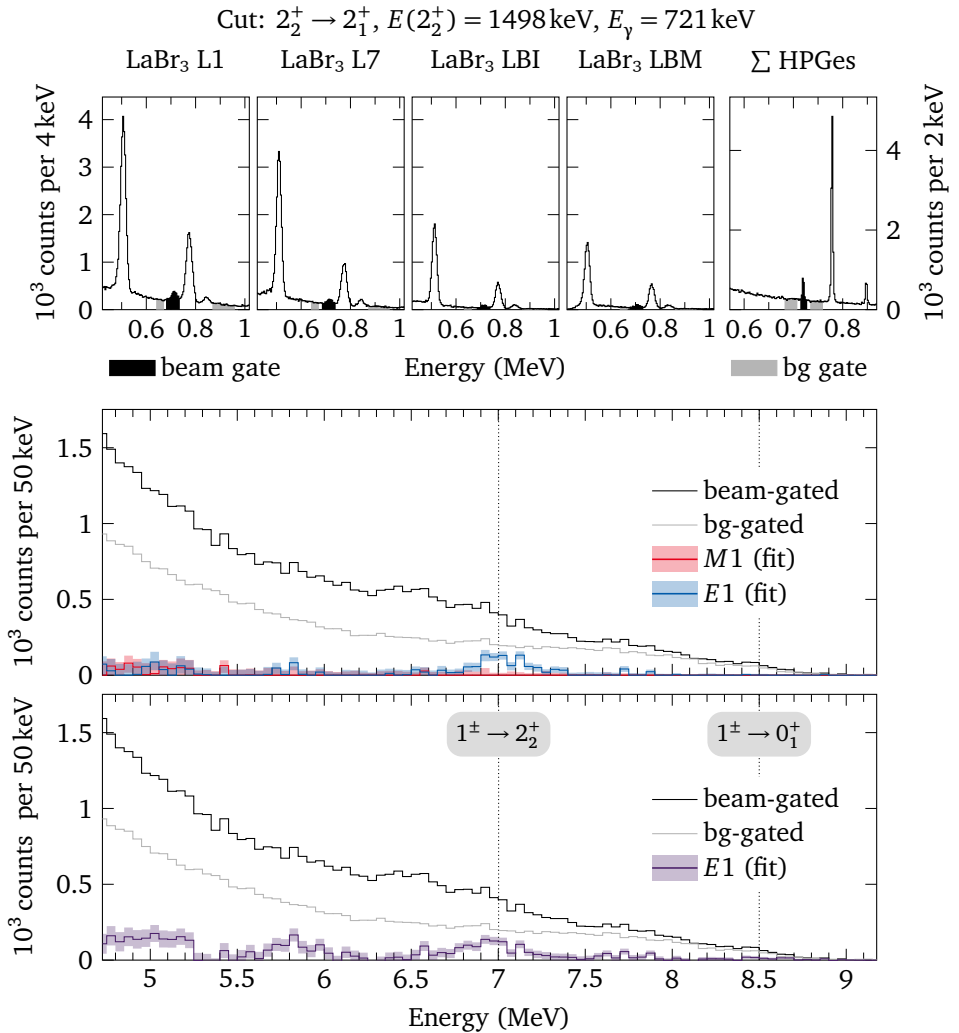 Cut: 2₂⁺ → 2₁⁺, E(2₂⁺) = 1498 keV, Eγ = 721 keV
LaBr₃ L1 LaBr₃ L7 LaBr₃ LBI LaBr₃ LBM ∑ HPGes
10³ counts per 4 keV
4
3
2
1
0
0.6 0.8 1 0.6 0.8 1 0.6 0.8 1 0.6 0.8 1 0.6 0.7 0.8
4
2
0
10³ counts per 2 keV
beam gate Energy (MeV) bg gate
10³ counts per 50 keV
1.5
1
0.5
0
beam-gated
bg-gated
M1 (fit)
E1 (fit)
10³ counts per 50 keV
1.5
1
0.5
0
1± → 2₂⁺ 1± → 0₁⁺
beam-gated
bg-gated
E1 (fit)
5 5.5 6 6.5 7 7.5 8 8.5 9
Energy (MeV)